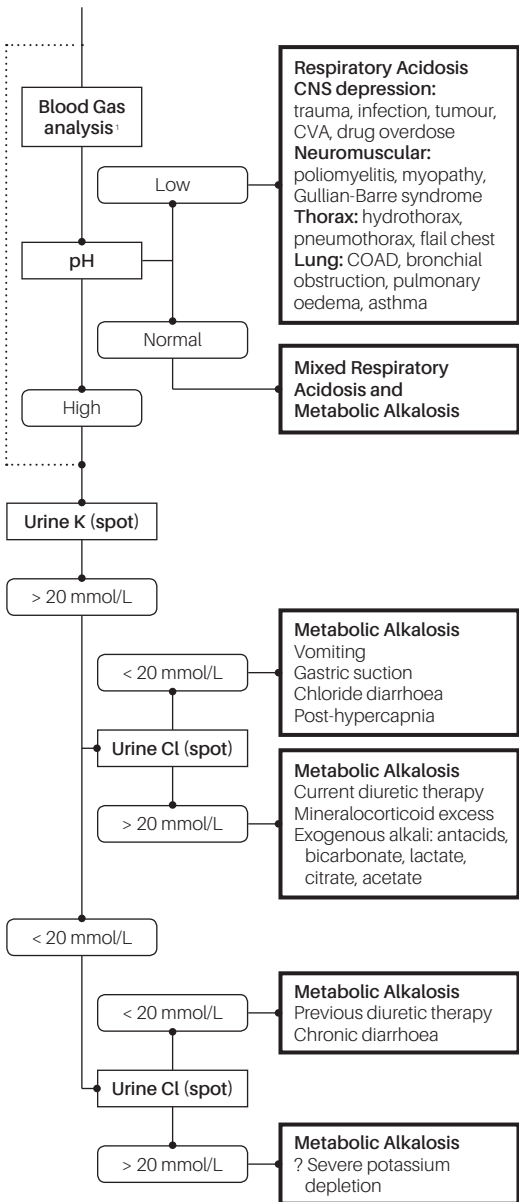 Blood Gas
analysis¹
pH
Low
Normal
High
Respiratory Acidosis
CNS depression:
trauma, infection, tumour,
CVA, drug overdose
Neuromuscular:
poliomyelitis, myopathy,
Gullian-Barre syndrome
Thorax: hydrothorax,
pneumothorax, flail chest
Lung: COAD, bronchial
obstruction, pulmonary
oedema, asthma
Mixed Respiratory
Acidosis and
Metabolic Alkalosis
Urine K (spot)
> 20 mmol/L
< 20 mmol/L
Urine Cl (spot)
> 20 mmol/L
Metabolic Alkalosis
Vomiting
Gastric suction
Chloride diarrhoea
Post-hypercapnia
Metabolic Alkalosis
Current diuretic therapy
Mineralocorticoid excess
Exogenous alkali: antacids,
bicarbonate, lactate,
citrate, acetate
< 20 mmol/L
< 20 mmol/L
Urine Cl (spot)
> 20 mmol/L
Metabolic Alkalosis
Previous diuretic therapy
Chronic diarrhoea
Metabolic Alkalosis
? Severe potassium
depletion